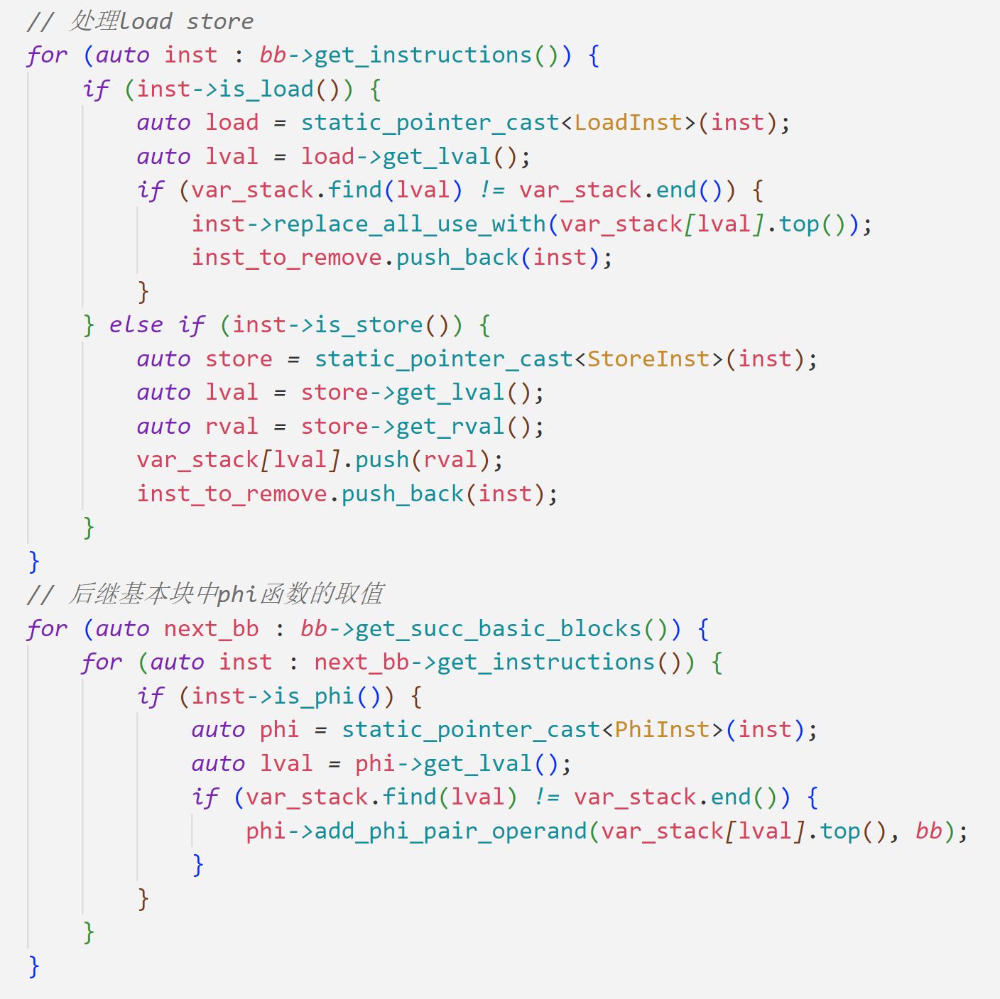 // 处理load store
for (auto inst : bb->get_instructions()) {
    if (inst->is_load()) {
        auto load = static_pointer_cast<LoadInst>(inst);
        auto lval = load->get_lval();
        if (var_stack.find(lval) != var_stack.end()) {
            inst->replace_all_use_with(var_stack[lval].top());
            inst_to_remove.push_back(inst);
        }
    } else if (inst->is_store()) {
        auto store = static_pointer_cast<StoreInst>(inst);
        auto lval = store->get_lval();
        auto rval = store->get_rval();
        var_stack[lval].push(rval);
        inst_to_remove.push_back(inst);
    }
}
// 后继基本块中phi函数的取值
for (auto next_bb : bb->get_succ_basic_blocks()) {
    for (auto inst : next_bb->get_instructions()) {
        if (inst->is_phi()) {
            auto phi = static_pointer_cast<PhiInst>(inst);
            auto lval = phi->get_lval();
            if (var_stack.find(lval) != var_stack.end()) {
                phi->add_phi_pair_operand(var_stack[lval].top(), bb);
            }
        }
    }
}